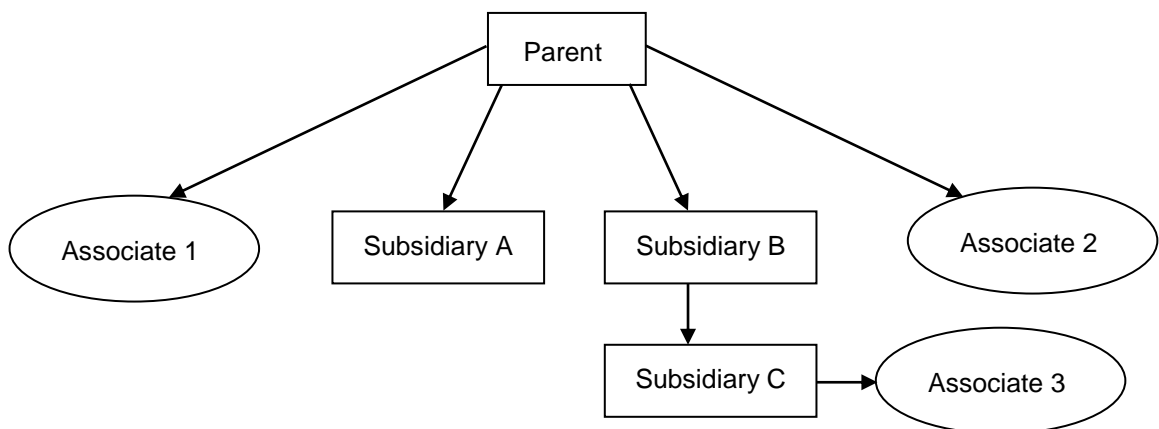 Parent
Associate 1
Subsidiary A
Subsidiary B
Associate 2
Subsidiary C
Associate 3